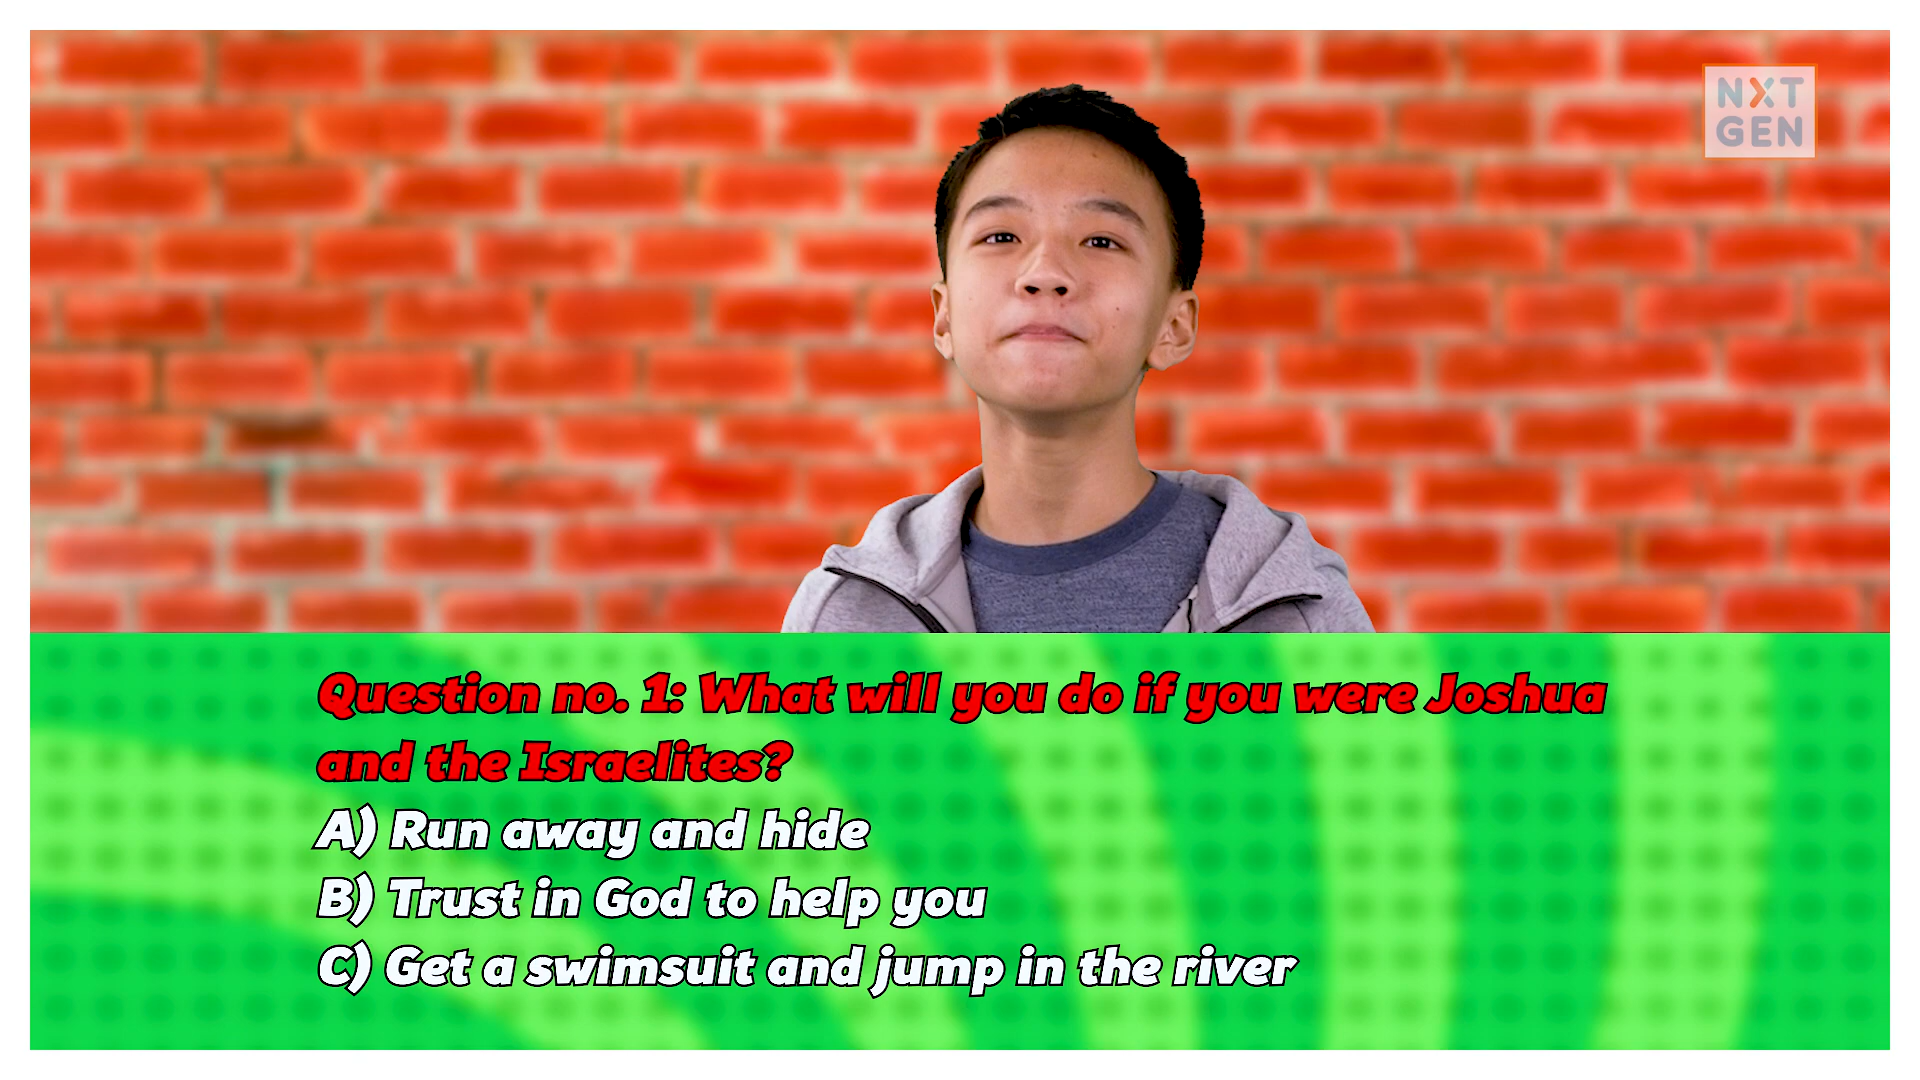 NXT
GEN
Question no. 1: What will you do if you were Joshua
and the Israelites?
A) Run away and hide
B) Trust in God to help you
C) Get a swimsuit and jump in the river